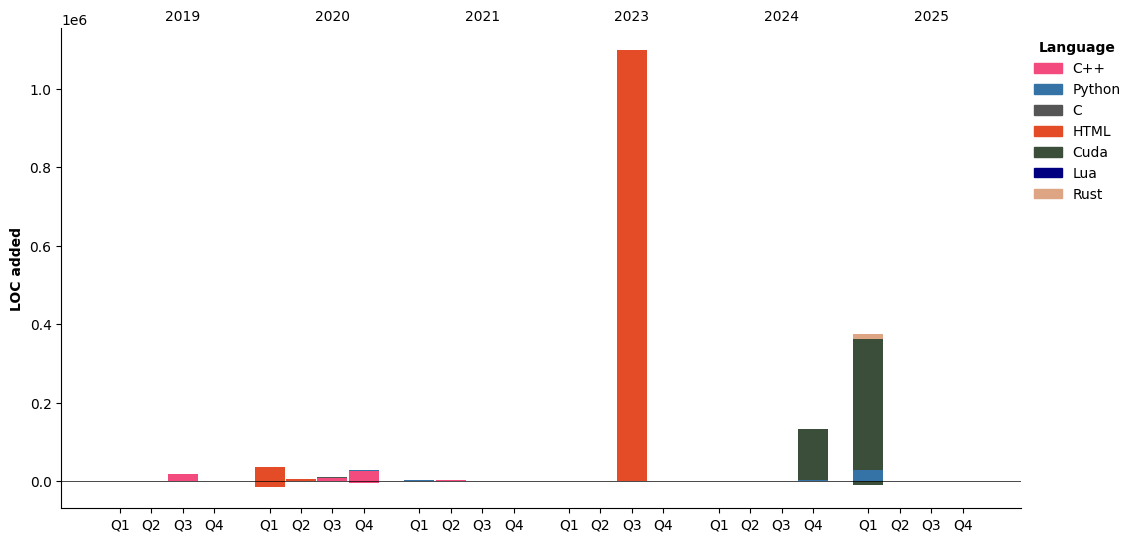 1e6
2019 2020 2021 2023 2024 2025
Language
C++
Python
C
HTML
Cuda
Lua
Rust
LOC added
1.0
0.8
0.6
0.4
0.2
0.0
Q1 Q2 Q3 Q4 Q1 Q2 Q3 Q4 Q1 Q2 Q3 Q4 Q1 Q2 Q3 Q4 Q1 Q2 Q3 Q4 Q1 Q2 Q3 Q4